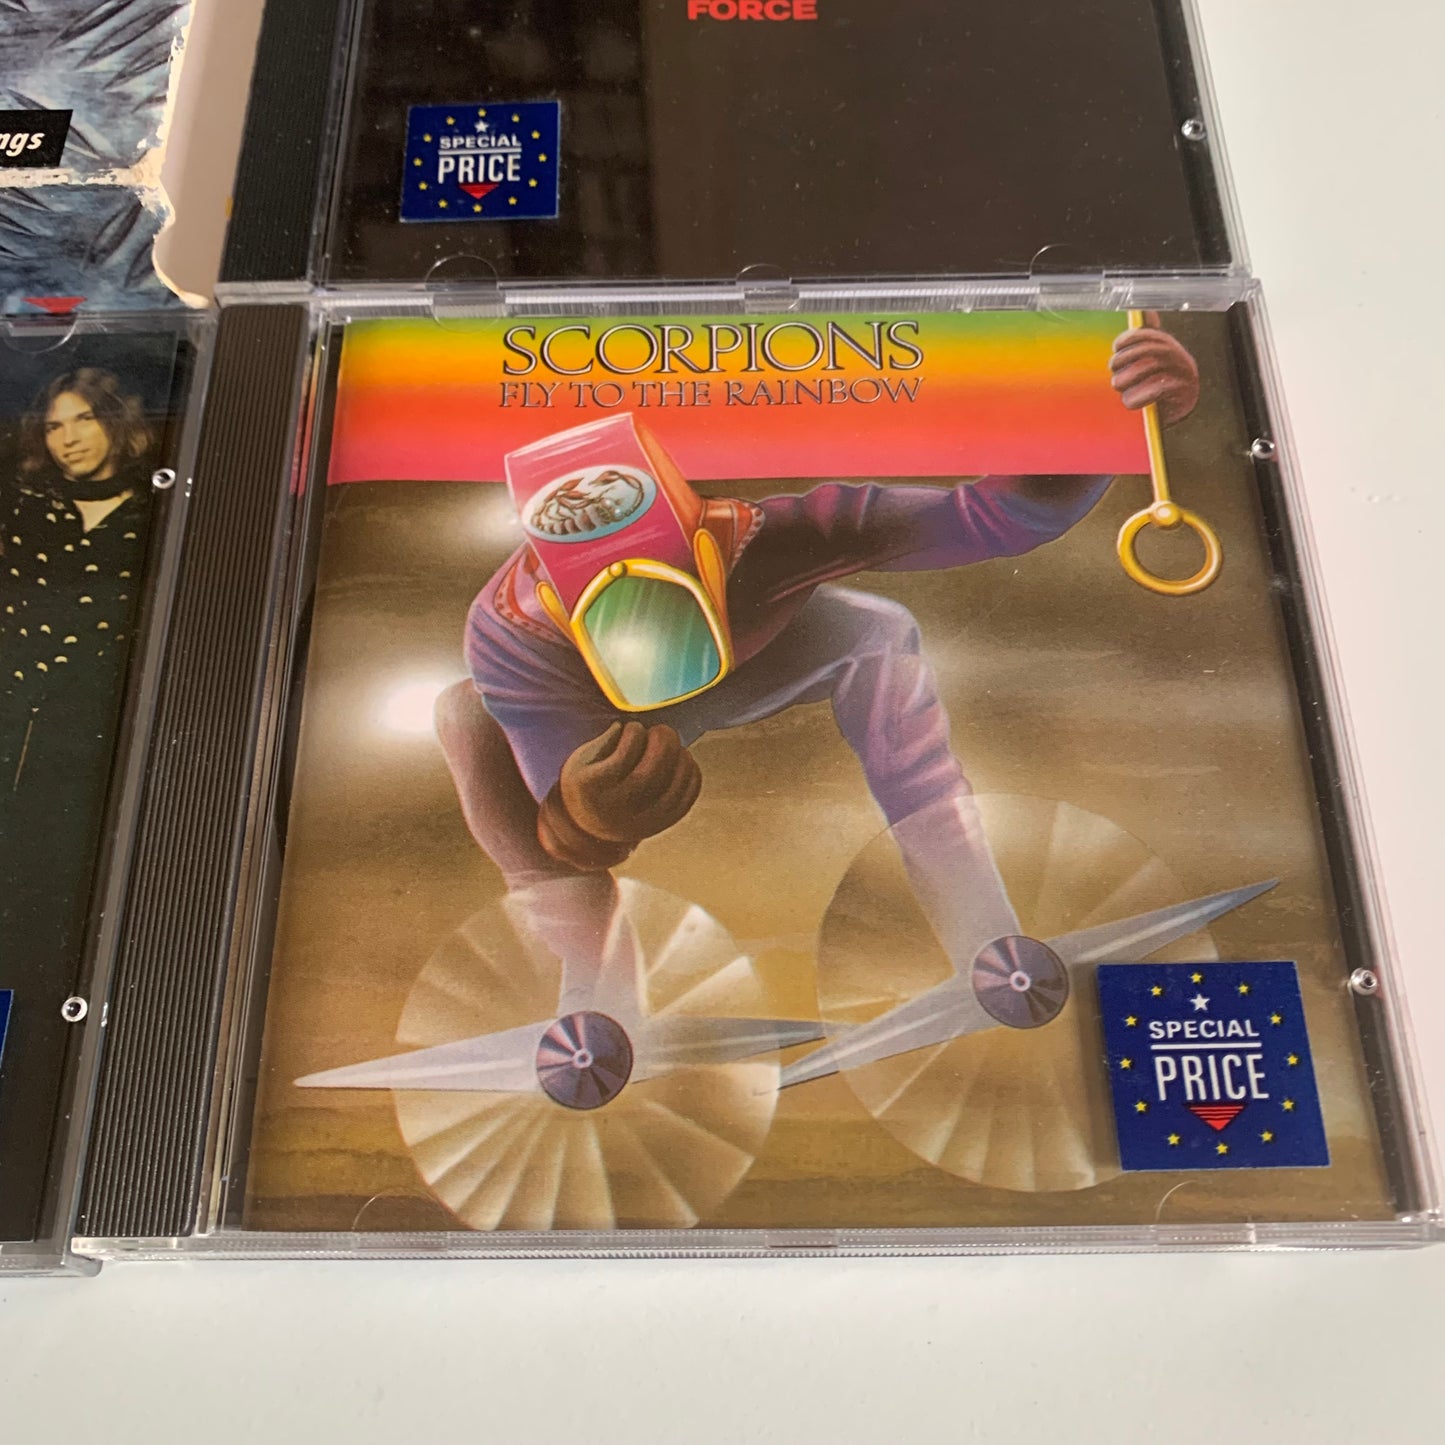 FORCE
SPECIAL
PRICE
ngs
SCORPIONS
FLY TO THE RAINBOW
SPECIAL
PRICE